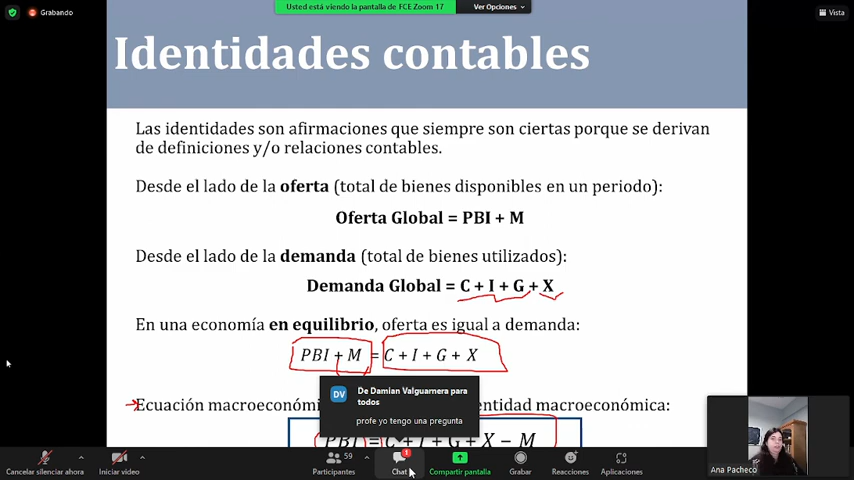 Grabando
Usted está viendo la pantalla de FCE Zoom 17
Ver Opciones
Vista
Identidades contables
Las identidades son afirmaciones que siempre son ciertas porque se derivan
de definiciones y/o relaciones contables.
Desde el lado de la oferta (total de bienes disponibles en un periodo):
Oferta Global = PBI + M
Desde el lado de la demanda (total de bienes utilizados):
Demanda Global = C + I + G + X
En una economía en equilibrio, oferta es igual a demanda:
PBI + M = C + I + G + X
DV
De Damian Valguarnera para
todos
profe yo tengo una pregunta
Ecuación macroeconómi entidad macroeconómica:
PBI = C + I + G + X − M
Ana Pacheco
Cancelar silenciar ahora
Iniciar video
59
Participantes
1
Chat
Compartir pantalla
Grabar
Reacciones
Aplicaciones